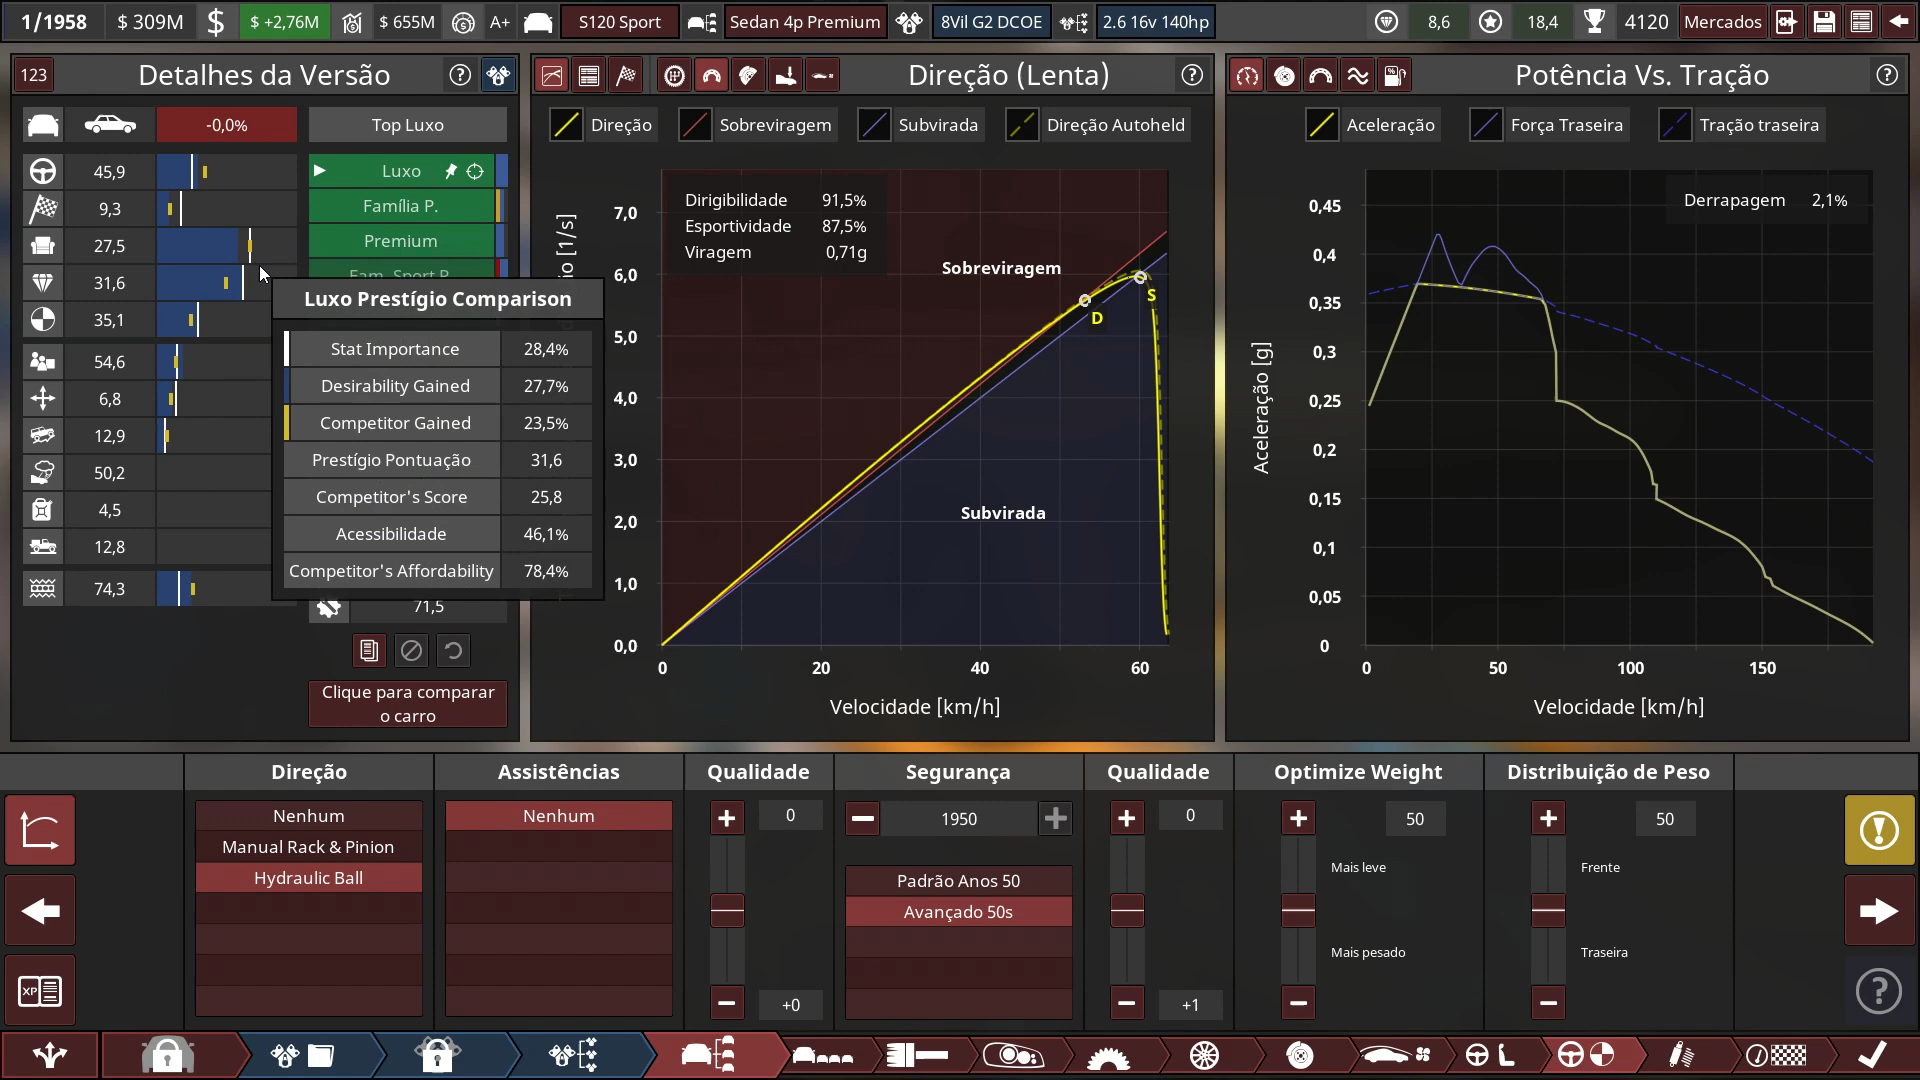 1/1958
$ 309M
$ +2,76M
$ 655M
A+
S120 Sport
Sedan 4p Premium
8Vil G2 DCOE
2.6 16v 140hp
8,6
18,4
4120
Mercados
123
Detalhes da Versão
?
-0,0%
Top Luxo
45,9
Luxo
9,3
Família P.
27,5
Premium
31,6
Fam. Sport P.
35,1
54,6
6,8
12,9
50,2
4,5
12,8
74,3
Luxo Prestígio Comparison
Stat Importance
28,4%
Desirability Gained
27,7%
Competitor Gained
23,5%
Prestígio Pontuação
31,6
Competitor's Score
25,8
Acessibilidade
46,1%
Competitor's Affordability
78,4%
71,5
Clique para comparar
o carro
Direção (Lenta)
?
Direção
Sobreviragem
Subvirada
Direção Autoheld
Dirigibilidade
91,5%
Esportividade
87,5%
Viragem
0,71g
Sobreviragem
Subvirada
S
D
[1/s]
7,0
6,0
5,0
4,0
3,0
2,0
1,0
0,0
0
20
40
60
Velocidade [km/h]
Potência Vs. Tração
?
Aceleração
Força Traseira
Tração traseira
Derrapagem
2,1%
Aceleração [g]
0,45
0,4
0,35
0,3
0,25
0,2
0,15
0,1
0,05
0
0
50
100
150
Velocidade [km/h]
Direção
Nenhum
Manual Rack & Pinion
Hydraulic Ball
Assistências
Nenhum
Qualidade
0
+0
Segurança
1950
Padrão Anos 50
Avançado 50s
Qualidade
0
+1
Optimize Weight
50
Mais leve
Mais pesado
Distribuição de Peso
50
Frente
Traseira
XP
?